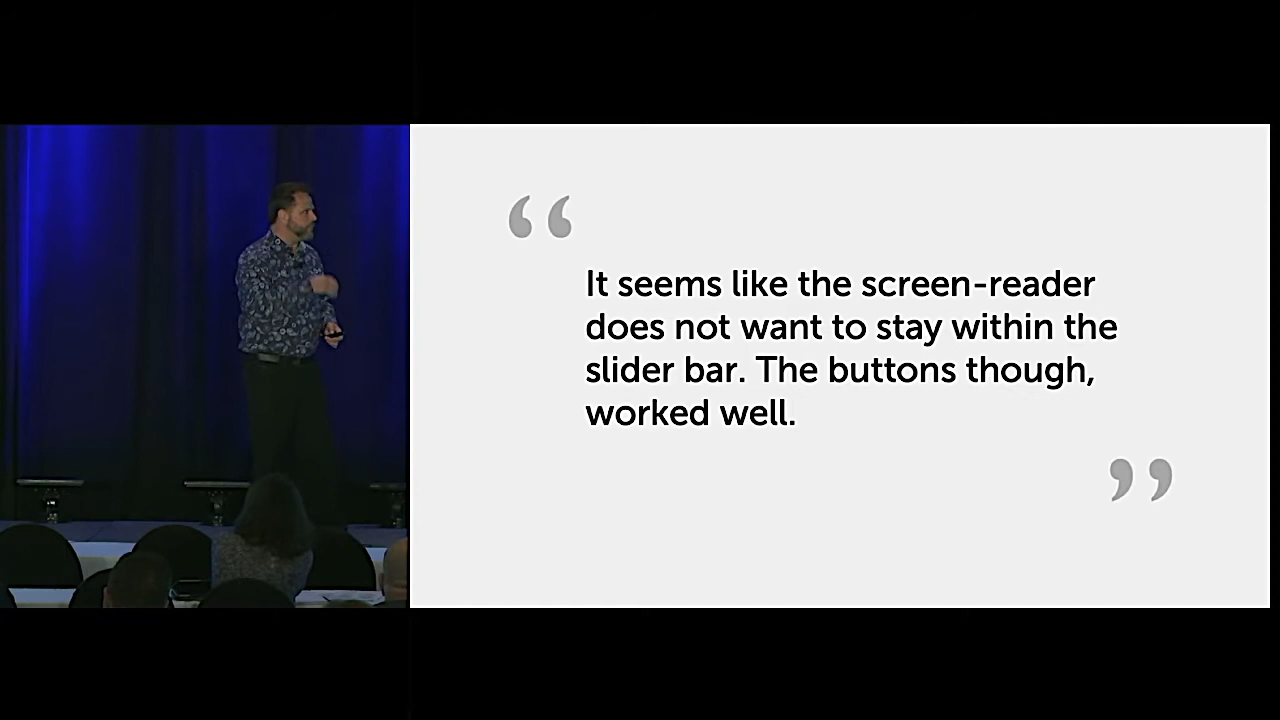 “
It seems like the screen-reader
does not want to stay within the
slider bar. The buttons though,
worked well.
”